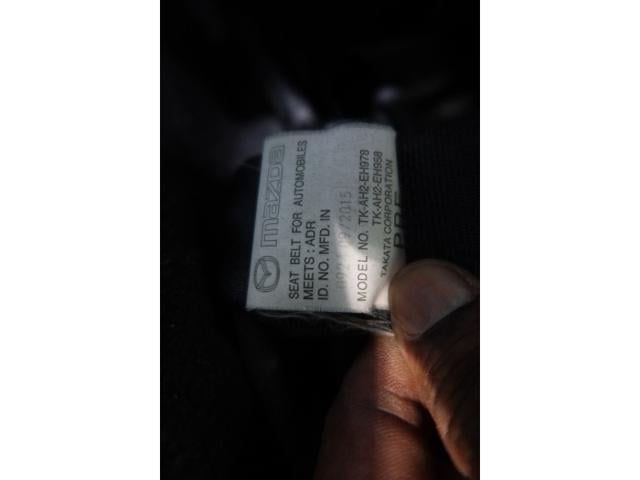 mazda
SEAT BELT FOR AUTOMOBILES
MEETS : ADR
ID. NO. MFD. IN
/2015
MODEL NO. TK-AH2-EH978
TK-AH2-EH958
TAKATA CORPORATION